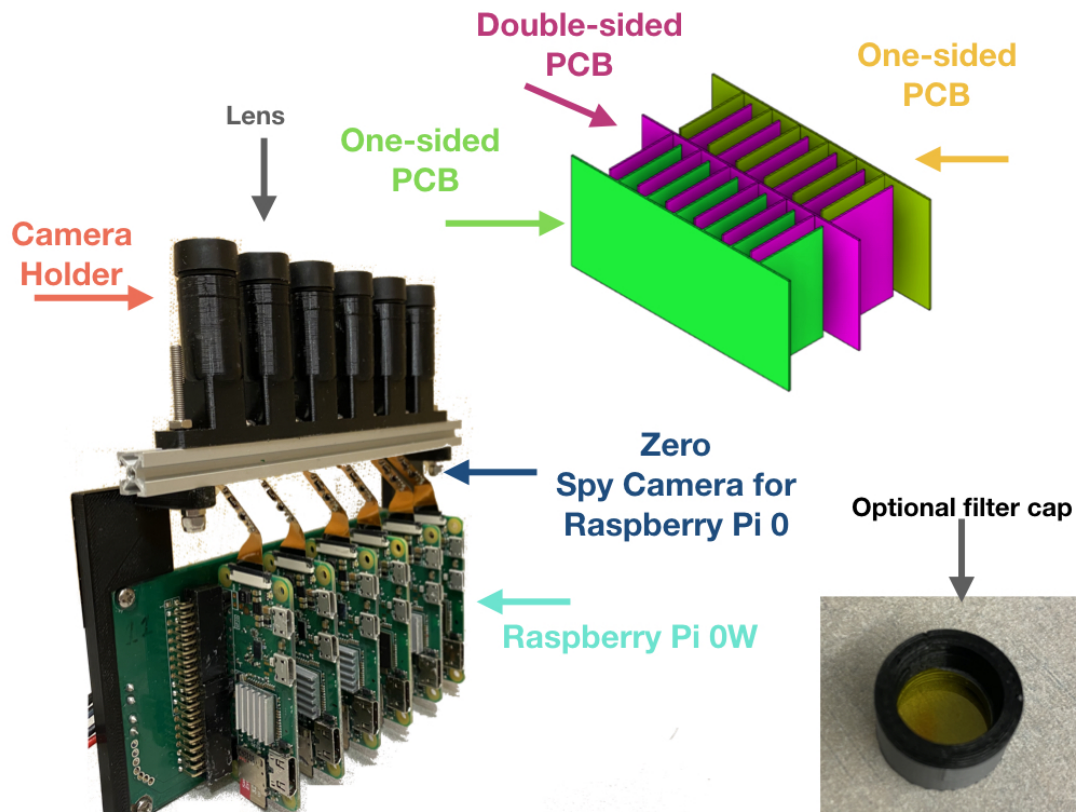 Double-sided
PCB
One-sided
PCB
Lens
One-sided
PCB
Camera
Holder
Zero
Spy Camera for
Raspberry Pi 0
Optional filter cap
Raspberry Pi 0W